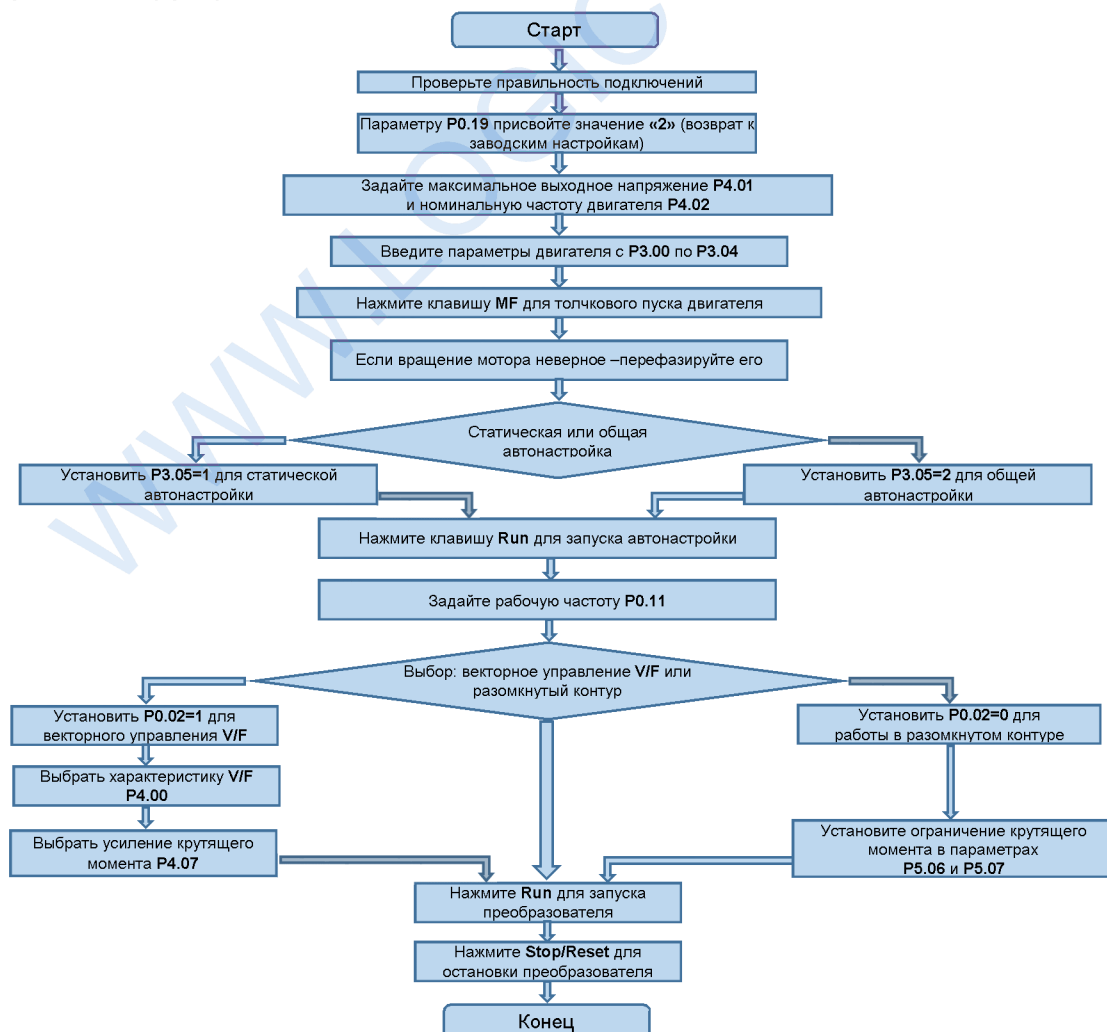 Старт
Проверьте правильность подключений
Параметру P0.19 присвойте значение «2» (возврат к
заводским настройкам)
Задайте максимальное выходное напряжение P4.01
и номинальную частоту двигателя P4.02
Введите параметры двигателя с P3.00 по P3.04
Нажмите клавишу MF для толчкового пуска двигателя
Если вращение мотора неверное –перефазируйте его
Статическая или общая
автонастройка
Установить P3.05=1 для статической
автонастройки
Установить P3.05=2 для общей
автонастройки
Нажмите клавишу Run для запуска автонастройки
Задайте рабочую частоту P0.11
Выбор: векторное управление V/F или
разомкнутый контур
Установить P0.02=1 для
векторного управления V/F
Установить P0.02=0 для
работы в разомкнутом контуре
Выбрать характеристику V/F
P4.00
Выбрать усиление крутящего
момента P4.07
Установите ограничение крутящего
момента в параметрах
P5.06 и P5.07
Нажмите Run для запуска
преобразователя
Нажмите Stop/Reset для
остановки преобразователя
Конец
WWW.LOGIC